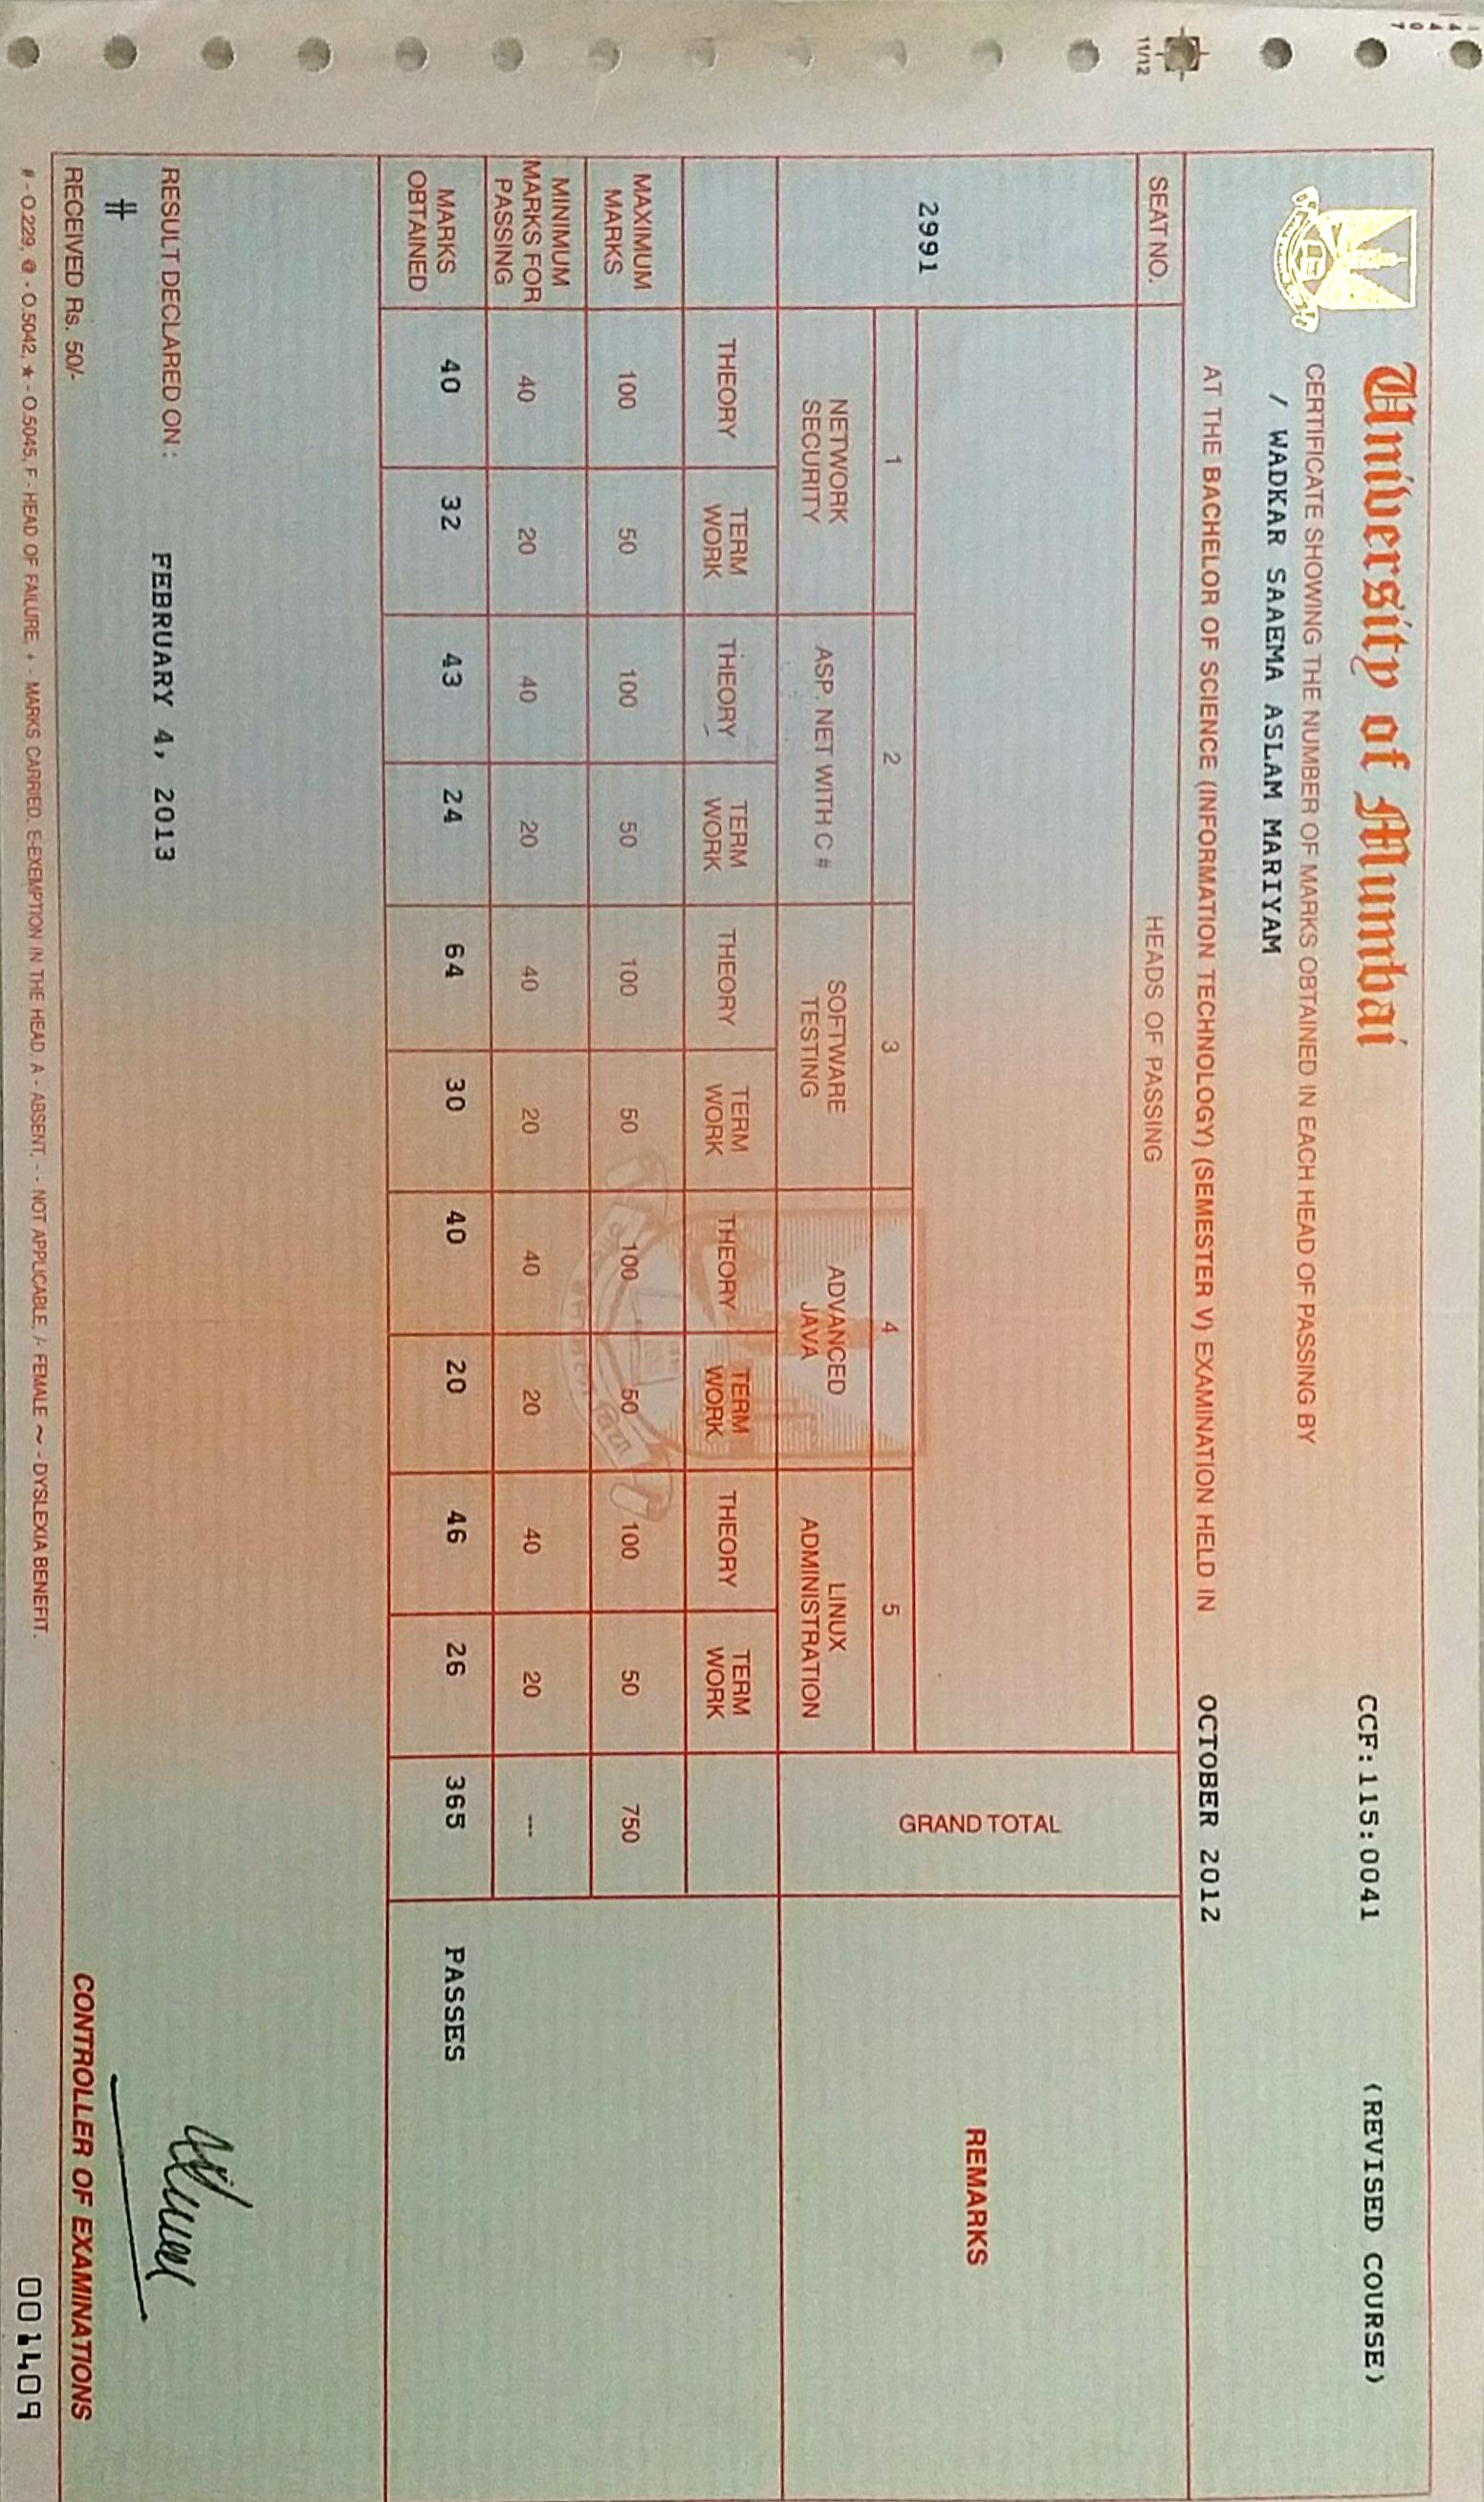 University of Mumbai
CCF:115:0041 (REVISED COURSE)
CERTIFICATE SHOWING THE NUMBER OF MARKS OBTAINED IN EACH HEAD OF PASSING BY
/ WADKAR SAAEMA ASLAM MARIYAM
AT THE BACHELOR OF SCIENCE (INFORMATION TECHNOLOGY) (SEMESTER V) EXAMINATION HELD IN OCTOBER 2012
SEAT NO. HEADS OF PASSING GRAND TOTAL REMARKS
2991
1 2 3 4 5
NETWORK SECURITY ASP. NET WITH C # SOFTWARE TESTING ADVANCED JAVA LINUX ADMINISTRATION
THEORY TERM WORK THEORY TERM WORK THEORY TERM WORK THEORY TERM WORK THEORY TERM WORK
MAXIMUM MARKS 100 50 100 50 100 50 100 50 100 50 750
MINIMUM MARKS FOR PASSING 40 20 40 20 40 20 40 20 40 20 ---
MARKS OBTAINED 40 32 43 24 64 30 40 20 46 26 365 PASSES
RESULT DECLARED ON : FEBRUARY 4, 2013
#
RECEIVED Rs. 50/- CONTROLLER OF EXAMINATIONS
# - O.229, @ - O.5042, ★ - O.5045, F - HEAD OF FAILURE, + - MARKS CARRIED, E-EXEMPTION IN THE HEAD, A - ABSENT, -- NOT APPLICABLE, /- FEMALE ~ - DYSLEXIA BENEFIT.
001409
11/12